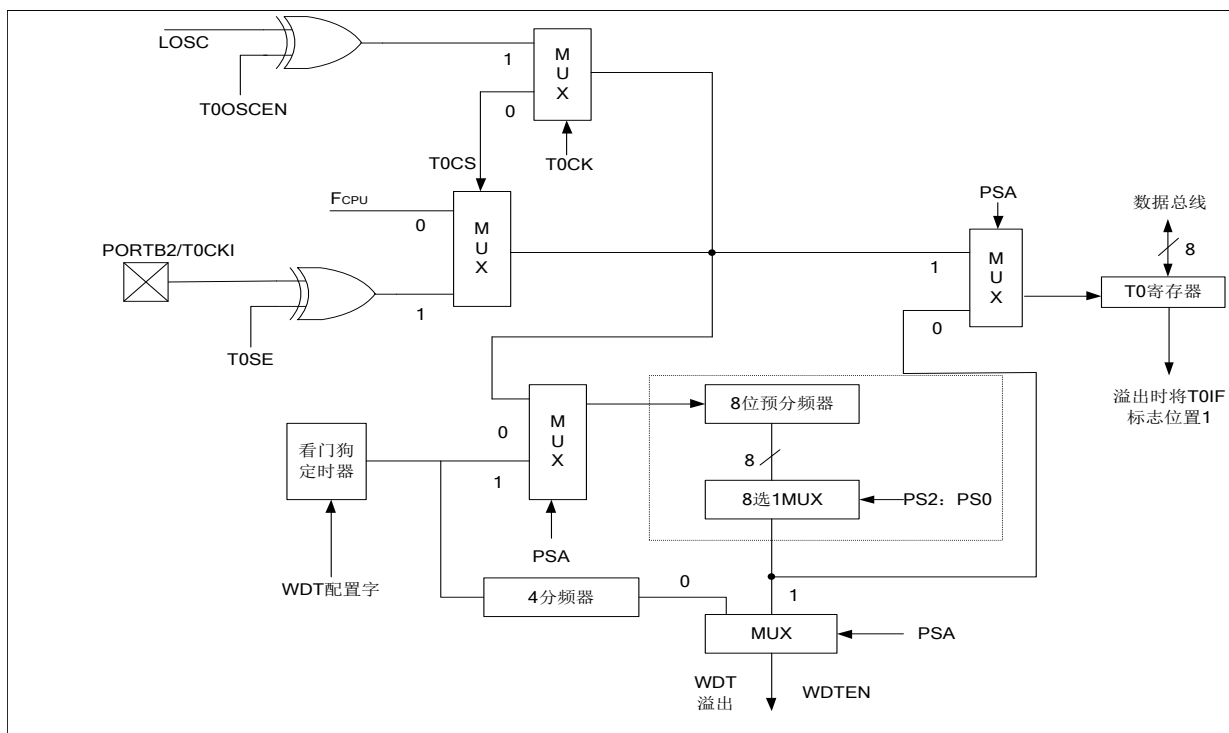 LOSC
T0OSCEN
1
0
M
U
X
T0CK
T0CS
FCPU
0
M
U
X
PORTB2/T0CKI
1
T0SE
PSA
1
0
M
U
X
数据总线
8
T0寄存器
溢出时将T0IF
标志位置1
看门狗
定时器
WDT配置字
0
1
M
U
X
PSA
8位预分频器
8
8选1MUX
PS2：PS0
4分频器
0
1
MUX
PSA
WDT
溢出
WDTEN